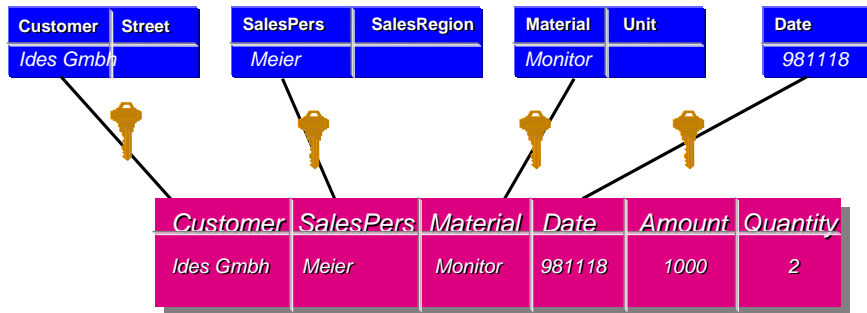 Customer Street SalesPers SalesRegion Material Unit Date
Ides Gmbh Meier Monitor 981118
Customer SalesPers Material Date Amount Quantity
Ides Gmbh Meier Monitor 981118 1000 2